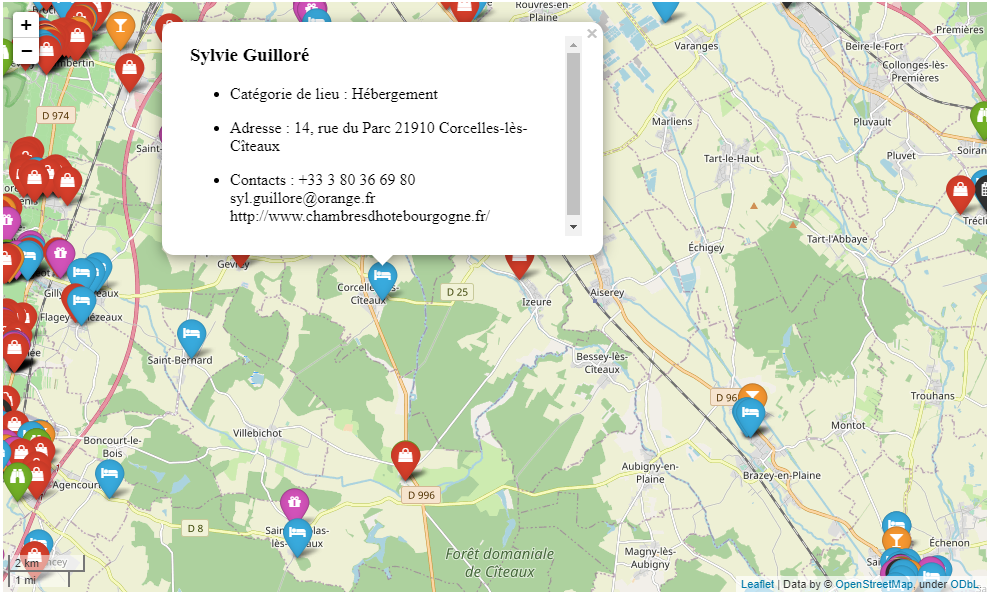 Rouvres-en-
Plaine
+
−
×
Sylvie Guilloré
• Catégorie de lieu : Hébergement
• Adresse : 14, rue du Parc 21910 Corcelles-lès-
Cîteaux
• Contacts : +33 3 80 36 69 80
syl.guillore@orange.fr
http://www.chambresdhotebourgogne.fr/
Premières
Varanges
Beire-le-Fort
Collonges-lès-
Premières
D 974
Marliens
Pluvault
Saint-
Tart-le-Haut
Pluvet
Soiran
Tréclu
Tart-l'Abbaye
Échigey
Gevrey
Corcelles-lès-
Cîteaux
D 25
Izeure
Aiserey
Flagey
Saint-Bernard
Bessey-lès-
Cîteaux
D 96
Trouhans
Montot
Villebichot
Boncourt-le-
Bois
Agencourt
Aubigny-en-
Plaine
Brazey-en-Plaine
D 996
D 8
Forêt domaniale
de Cîteaux
Magny-lès-
Aubigny
Échenon
2 km
1 mi
Leaflet | Data by © OpenStreetMap, under ODbL.